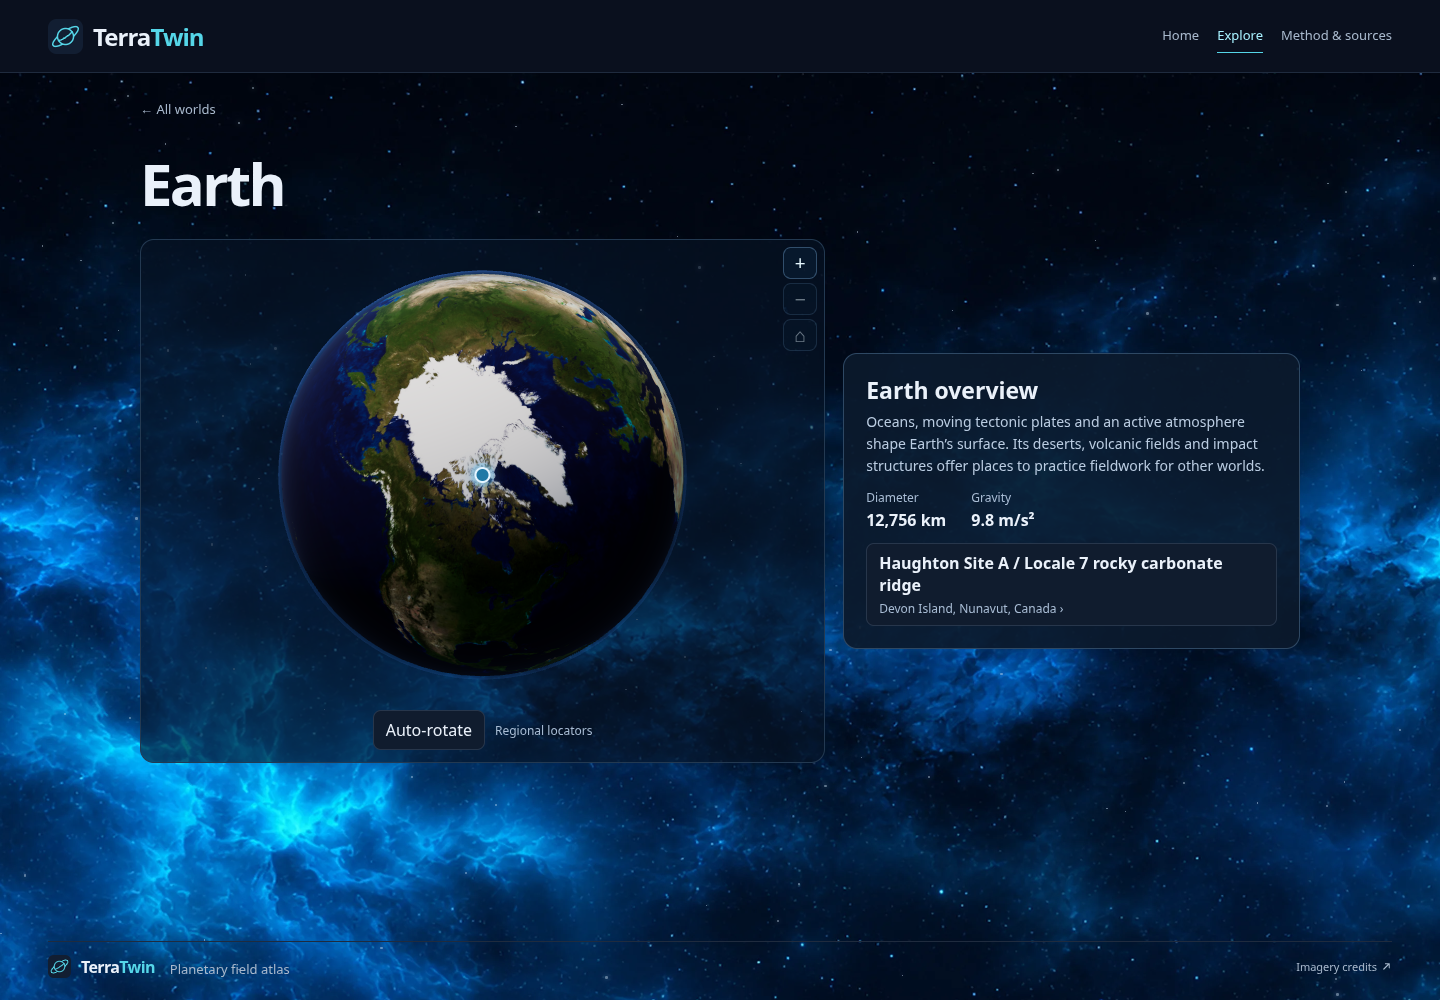 TerraTwin
Home Explore Method & sources
← All worlds
Earth
+
−
⌂
Auto-rotate Regional locators
Earth overview
Oceans, moving tectonic plates and an active atmosphere
shape Earth’s surface. Its deserts, volcanic fields and impact
structures offer places to practice fieldwork for other worlds.
Diameter Gravity
12,756 km 9.8 m/s²
Haughton Site A / Locale 7 rocky carbonate
ridge
Devon Island, Nunavut, Canada ›
TerraTwin Planetary field atlas
Imagery credits ↗